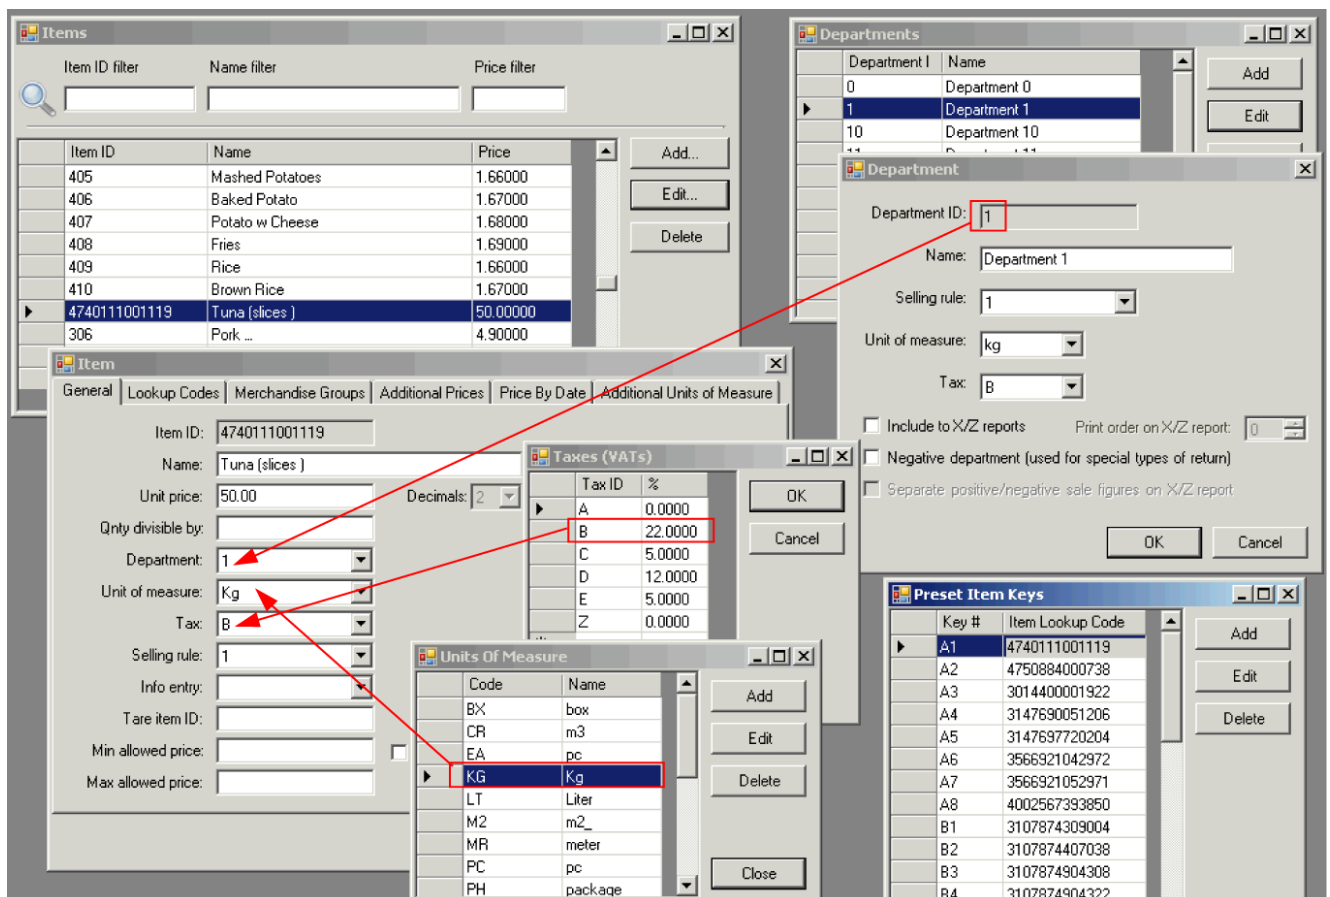 Items
Item ID filter Name filter Price filter
Item ID Name Price
405 Mashed Potatoes 1.66000
406 Baked Potato 1.67000
407 Potato w Cheese 1.68000
408 Fries 1.69000
409 Rice 1.66000
410 Brown Rice 1.67000
4740111001119 Tuna (slices ) 50.00000
306 Pork ... 4.90000
Add...
Edit...
Delete
Departments
Department I Name
0 Department 0
1 Department 1
10 Department 10
Add
Edit
Department
Department ID: 1
Name: Department 1
Selling rule: 1
Unit of measure: kg
Tax: B
Include to X/Z reports Print order on X/Z report: 0
Negative department (used for special types of return)
Separate positive/negative sale figures on X/Z report
OK Cancel
Item
General Lookup Codes Merchandise Groups Additional Prices Price By Date Additional Units of Measure
Item ID: 4740111001119
Name: Tuna (slices )
Unit price: 50.00 Decimals: 2
Qnty divisible by:
Department: 1
Unit of measure: Kg
Tax: B
Selling rule: 1
Info entry:
Tare item ID:
Min allowed price:
Max allowed price:
Taxes (VATs)
Tax ID %
A 0.0000
B 22.0000
C 5.0000
D 12.0000
E 5.0000
Z 0.0000
OK
Cancel
Units Of Measure
Code Name
BX box
CR m3
EA pc
KG Kg
LT Liter
M2 m2_
MR meter
PC pc
PH package
Add
Edit
Delete
Close
Preset Item Keys
Key # Item Lookup Code
A1 4740111001119
A2 4750884000738
A3 3014400001922
A4 3147690051206
A5 3147697720204
A6 3566921042972
A7 3566921052971
A8 4002567393850
B1 3107874309004
B2 3107874407038
B3 3107874904308
B4 3107874904322
Add
Edit
Delete